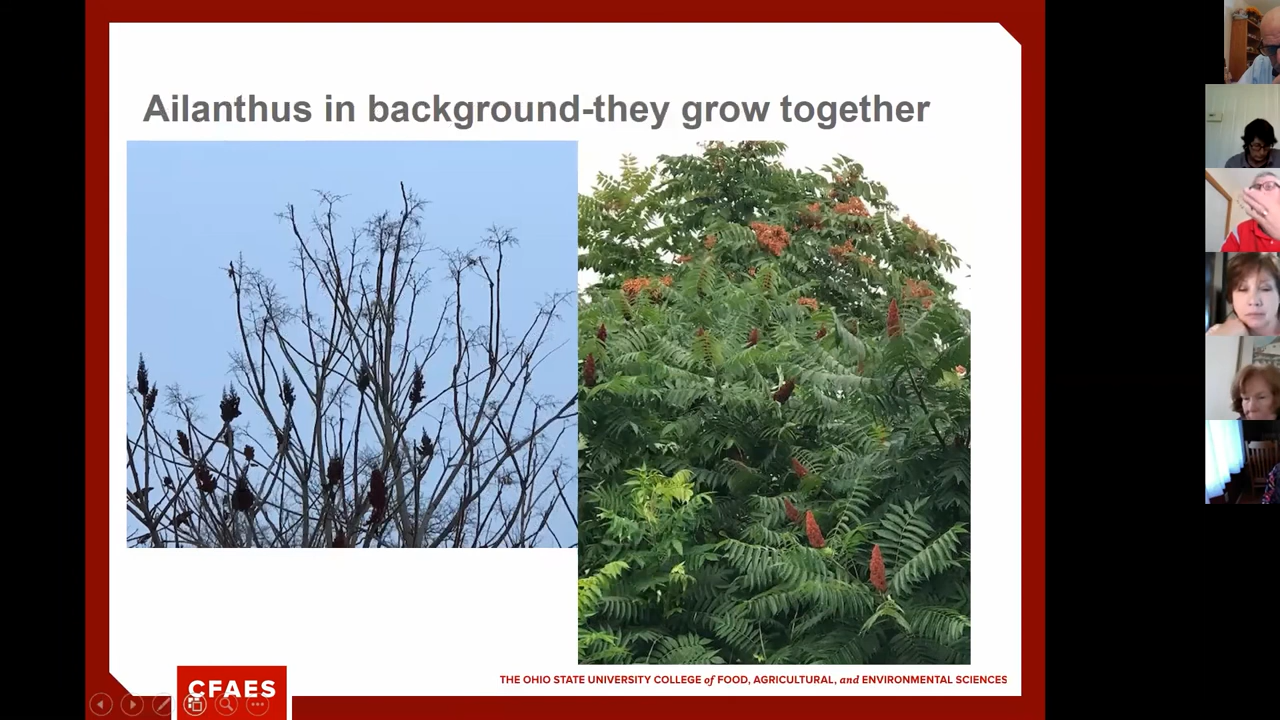 Ailanthus in background-they grow together
CFAES
THE OHIO STATE UNIVERSITY COLLEGE of FOOD, AGRICULTURAL, and ENVIRONMENTAL SCIENCES